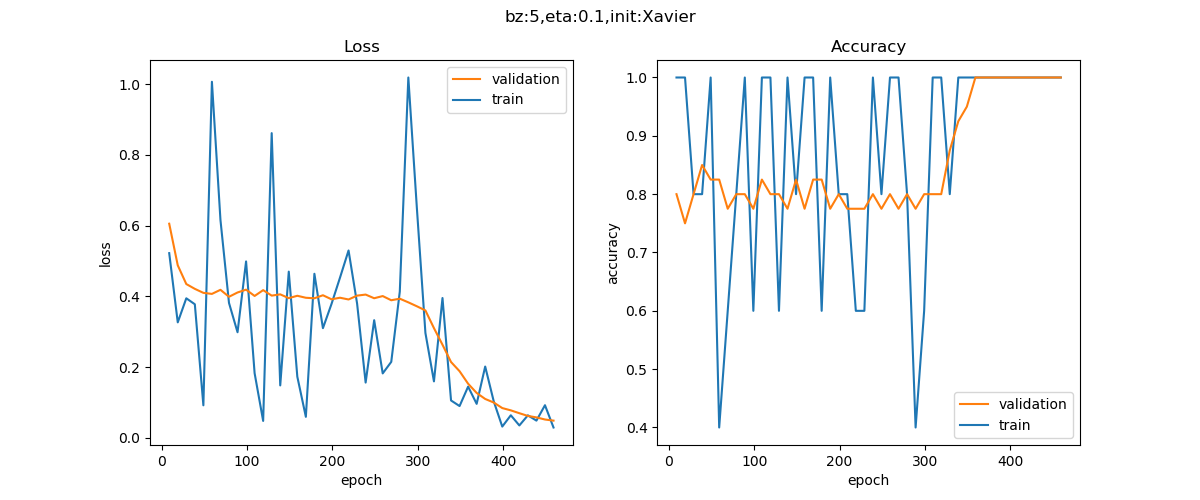 bz:5,eta:0.1,init:Xavier
Loss
validation
train
1.0
0.8
0.6
0.4
0.2
0.0
loss
0
100
200
300
400
epoch
Accuracy
1.0
0.9
0.8
0.7
0.6
0.5
0.4
accuracy
validation
train
0
100
200
300
400
epoch